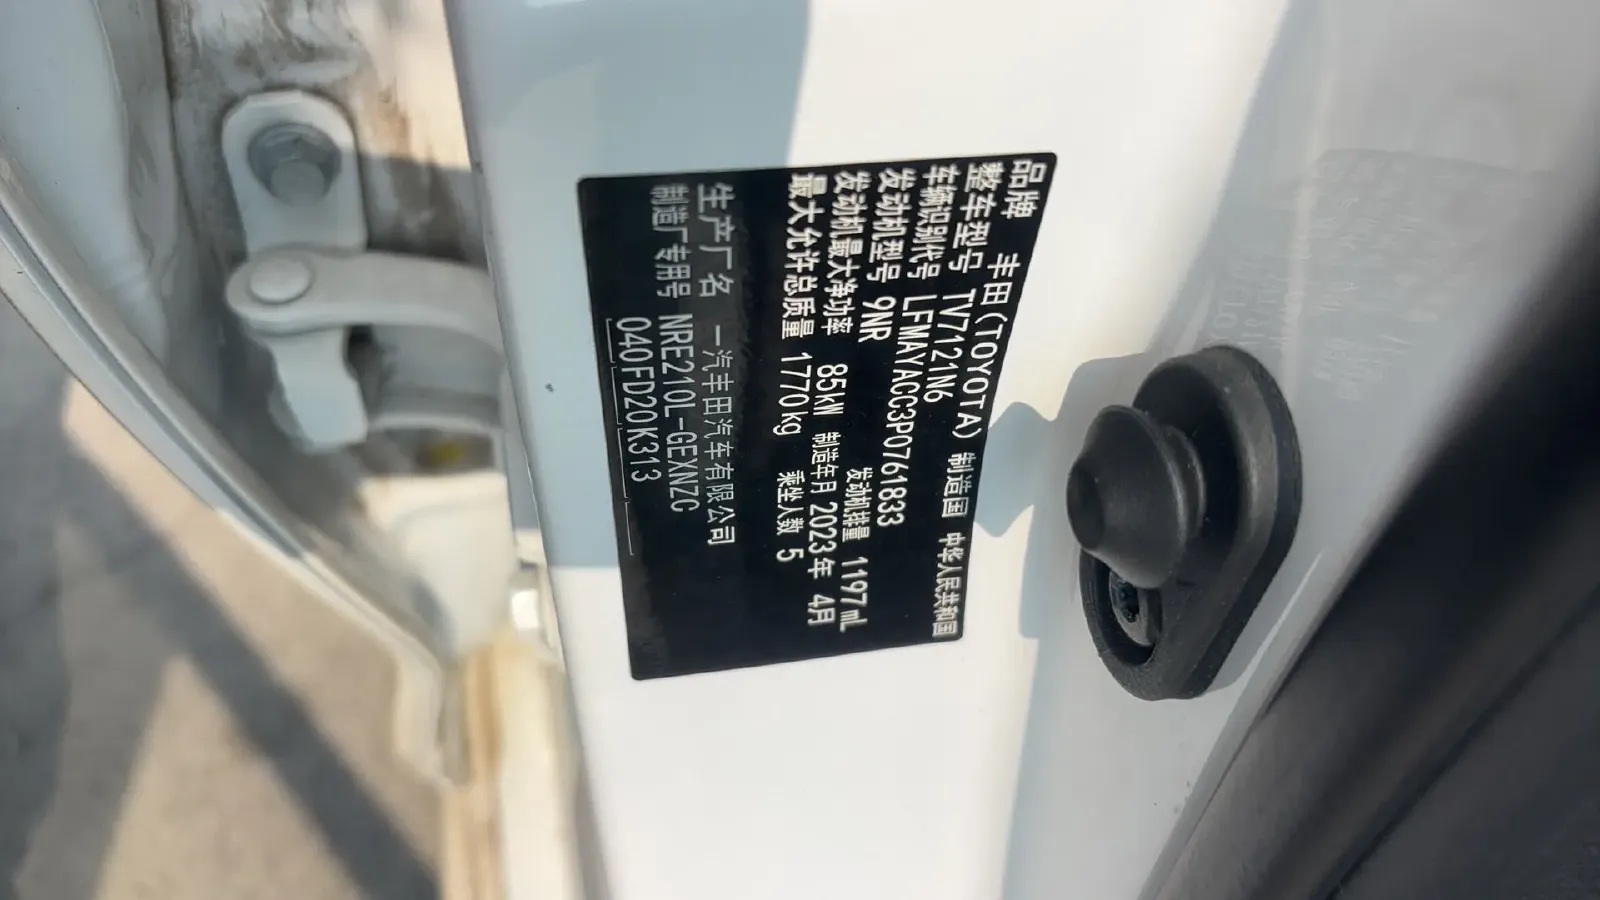 品牌 丰田(TOYOTA) 制造国 中华人民共和国
整车型号 TV7121N6
车辆识别代号 LFMAYACC3P0761833
发动机型号 9NR 发动机排量 1197mL
发动机最大净功率 85kW 制造年月 2023年 4月
最大允许总质量 1770kg 乘坐人数 5
生产厂名 一汽丰田汽车有限公司
制造厂专用号 NRE210L-GEXNZC
040FD20K313